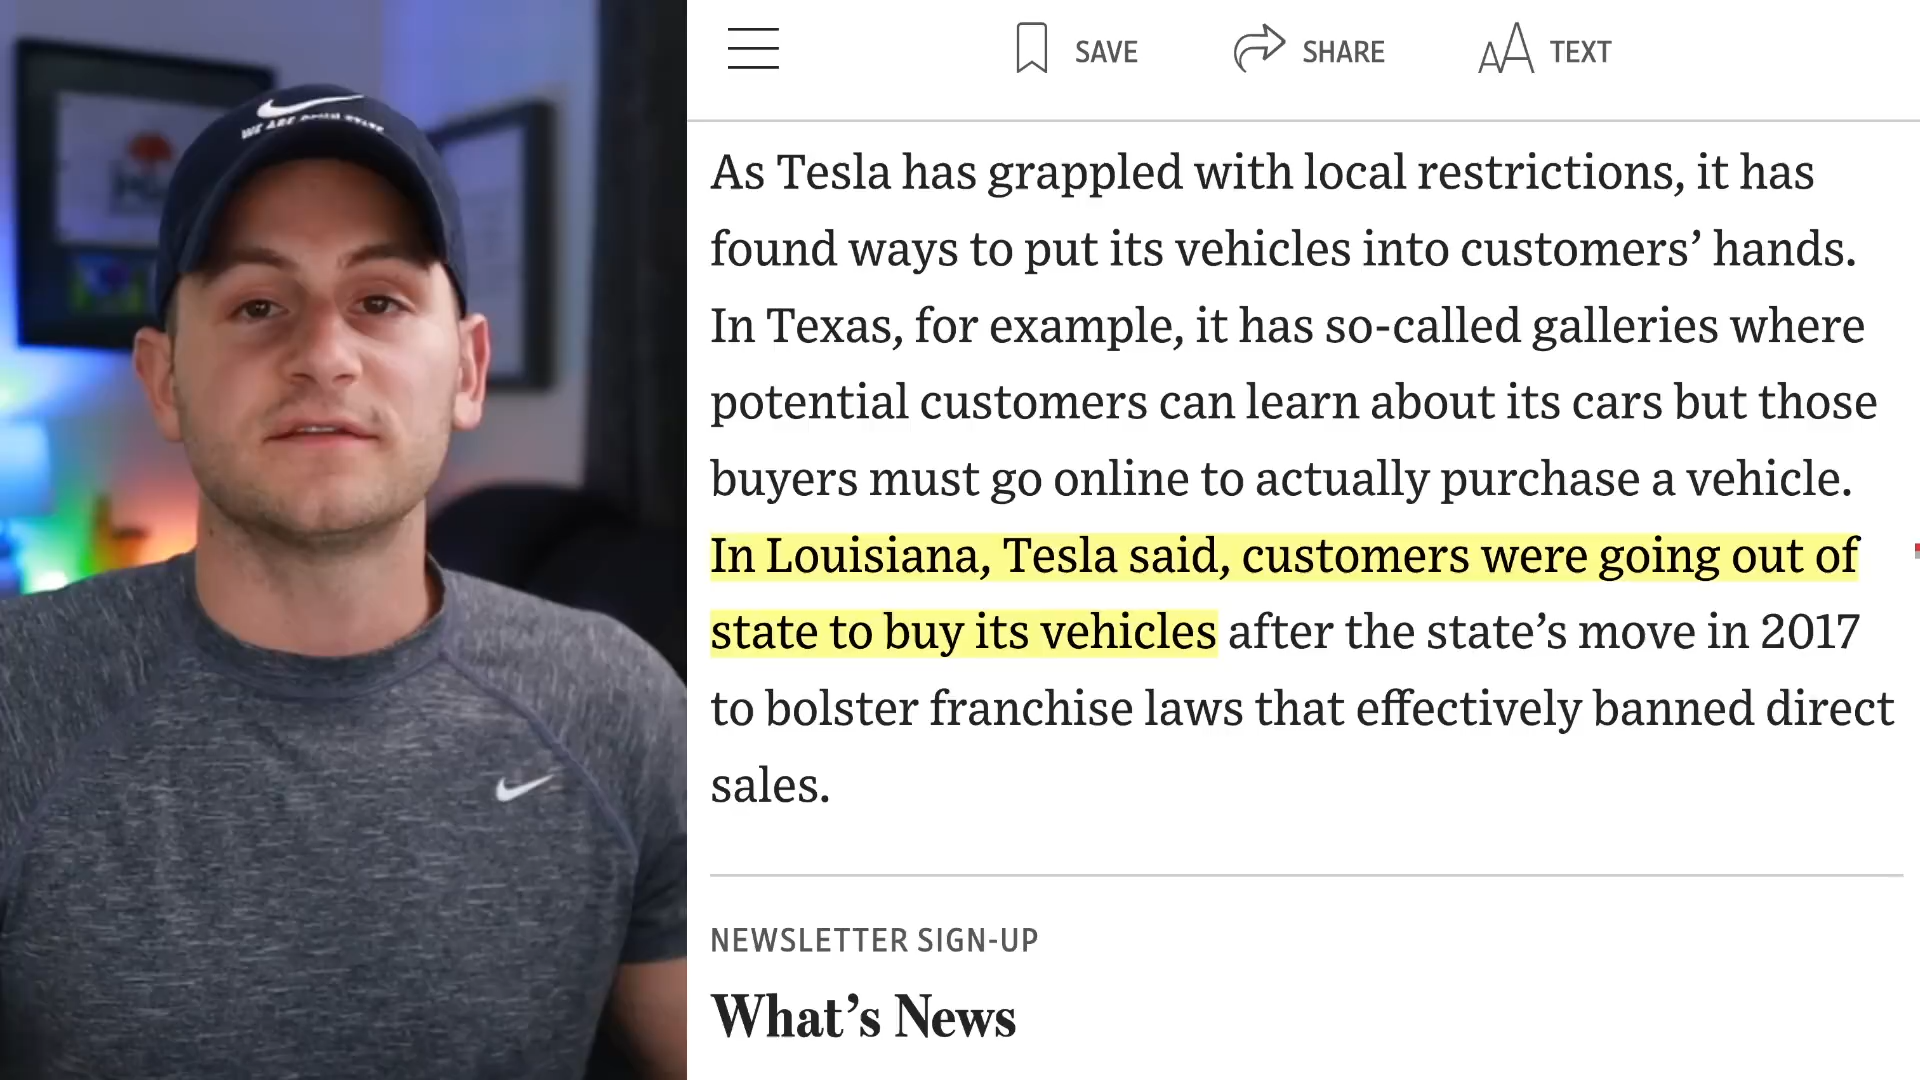 WE ARE
SAVE
SHARE
AA TEXT
As Tesla has grappled with local restrictions, it has
found ways to put its vehicles into customers’ hands.
In Texas, for example, it has so-called galleries where
potential customers can learn about its cars but those
buyers must go online to actually purchase a vehicle.
In Louisiana, Tesla said, customers were going out of
state to buy its vehicles after the state’s move in 2017
to bolster franchise laws that effectively banned direct
sales.
NEWSLETTER SIGN-UP
What’s News